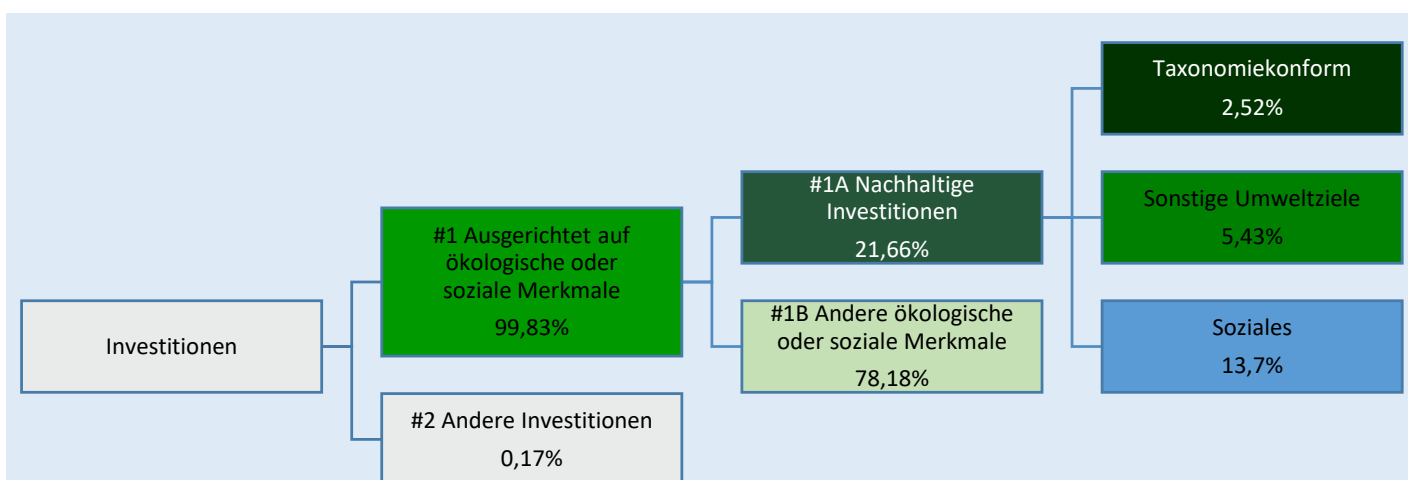 Investitionen
#1 Ausgerichtet auf
ökologische oder
soziale Merkmale
99,83%
#2 Andere Investitionen
0,17%
#1A Nachhaltige
Investitionen
21,66%
#1B Andere ökologische
oder soziale Merkmale
78,18%
Taxonomiekonform
2,52%
Sonstige Umweltziele
5,43%
Soziales
13,7%